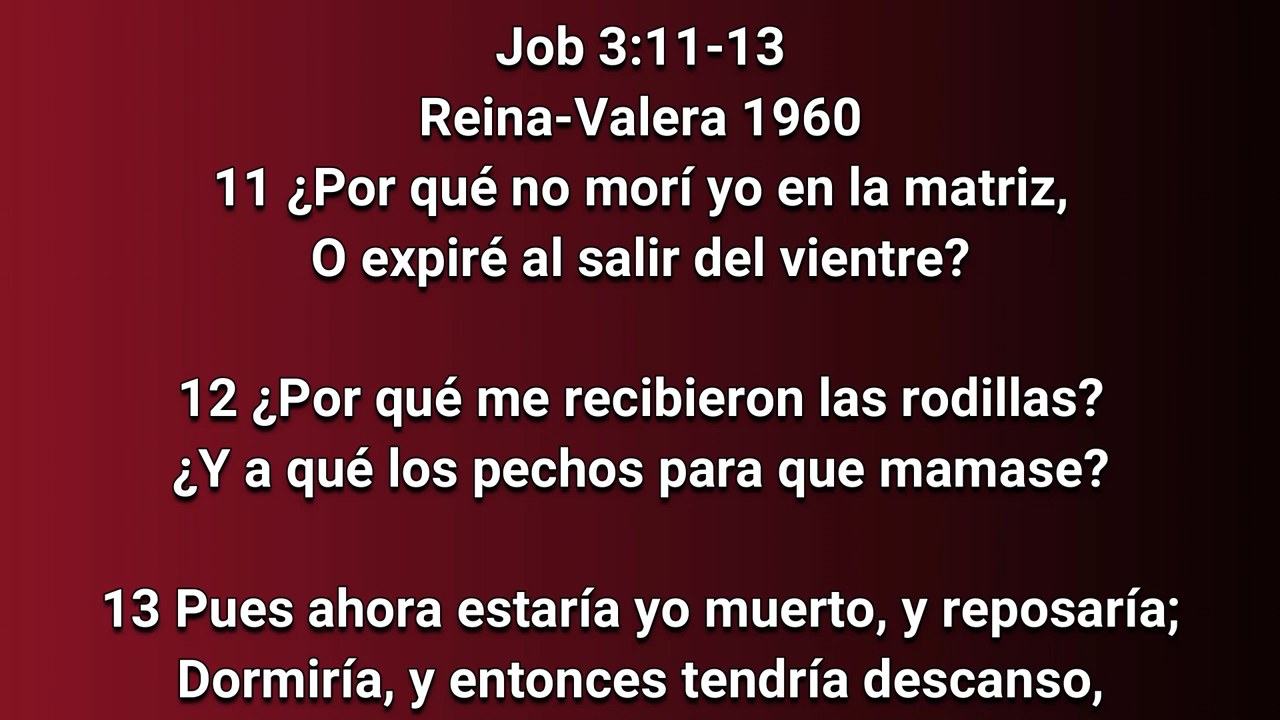 Job 3:11-13
Reina-Valera 1960
11 ¿Por qué no morí yo en la matriz,
O expiré al salir del vientre?
12 ¿Por qué me recibieron las rodillas?
¿Y a qué los pechos para que mamase?
13 Pues ahora estaría yo muerto, y reposaría;
Dormiría, y entonces tendría descanso,